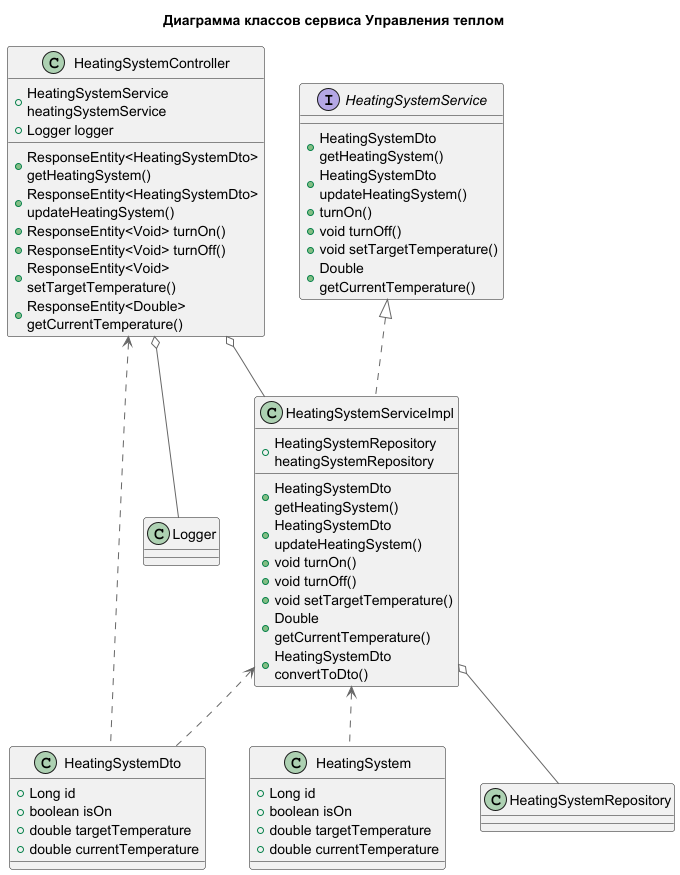 Диаграмма классов сервиса Управления теплом
C HeatingSystemController
HeatingSystemService
heatingSystemService
Logger logger
ResponseEntity<HeatingSystemDto>
getHeatingSystem()
ResponseEntity<HeatingSystemDto>
updateHeatingSystem()
ResponseEntity<Void> turnOn()
ResponseEntity<Void> turnOff()
ResponseEntity<Void>
setTargetTemperature()
ResponseEntity<Double>
getCurrentTemperature()
I HeatingSystemService
HeatingSystemDto
getHeatingSystem()
HeatingSystemDto
updateHeatingSystem()
turnOn()
void turnOff()
void setTargetTemperature()
Double
getCurrentTemperature()
C HeatingSystemServiceImpl
HeatingSystemRepository
heatingSystemRepository
HeatingSystemDto
getHeatingSystem()
HeatingSystemDto
updateHeatingSystem()
void turnOn()
void turnOff()
void setTargetTemperature()
Double
getCurrentTemperature()
HeatingSystemDto
convertToDto()
C Logger
C HeatingSystemDto
Long id
boolean isOn
double targetTemperature
double currentTemperature
C HeatingSystem
Long id
boolean isOn
double targetTemperature
double currentTemperature
C HeatingSystemRepository